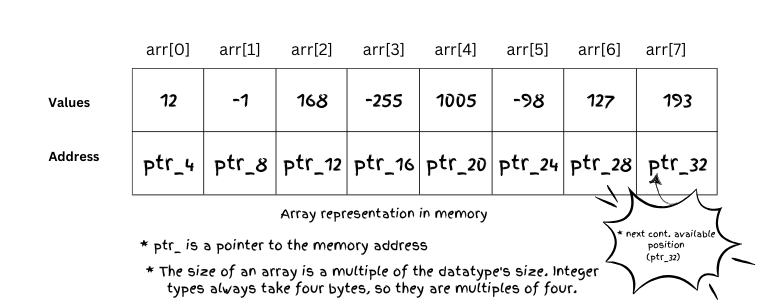 arr[0] arr[1] arr[2] arr[3] arr[4] arr[5] arr[6] arr[7]
Values 12 -1 168 -255 1005 -98 127 193
Address ptr_4 ptr_8 ptr_12 ptr_16 ptr_20 ptr_24 ptr_28 ptr_32
Array representation in memory
* next cont. available
position
(ptr_32)
* ptr_ is a pointer to the memory address
* The size of an array is a multiple of the datatype's size. Integer
types always take four bytes, so they are multiples of four.